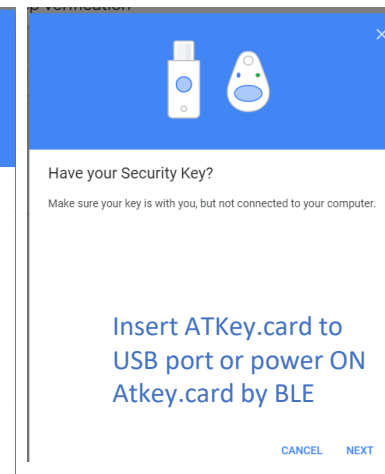 Have your Security Key?
Make sure your key is with you, but not connected to your computer.
Insert ATKey.card to
USB port or power ON
Atkey.card by BLE
CANCEL NEXT